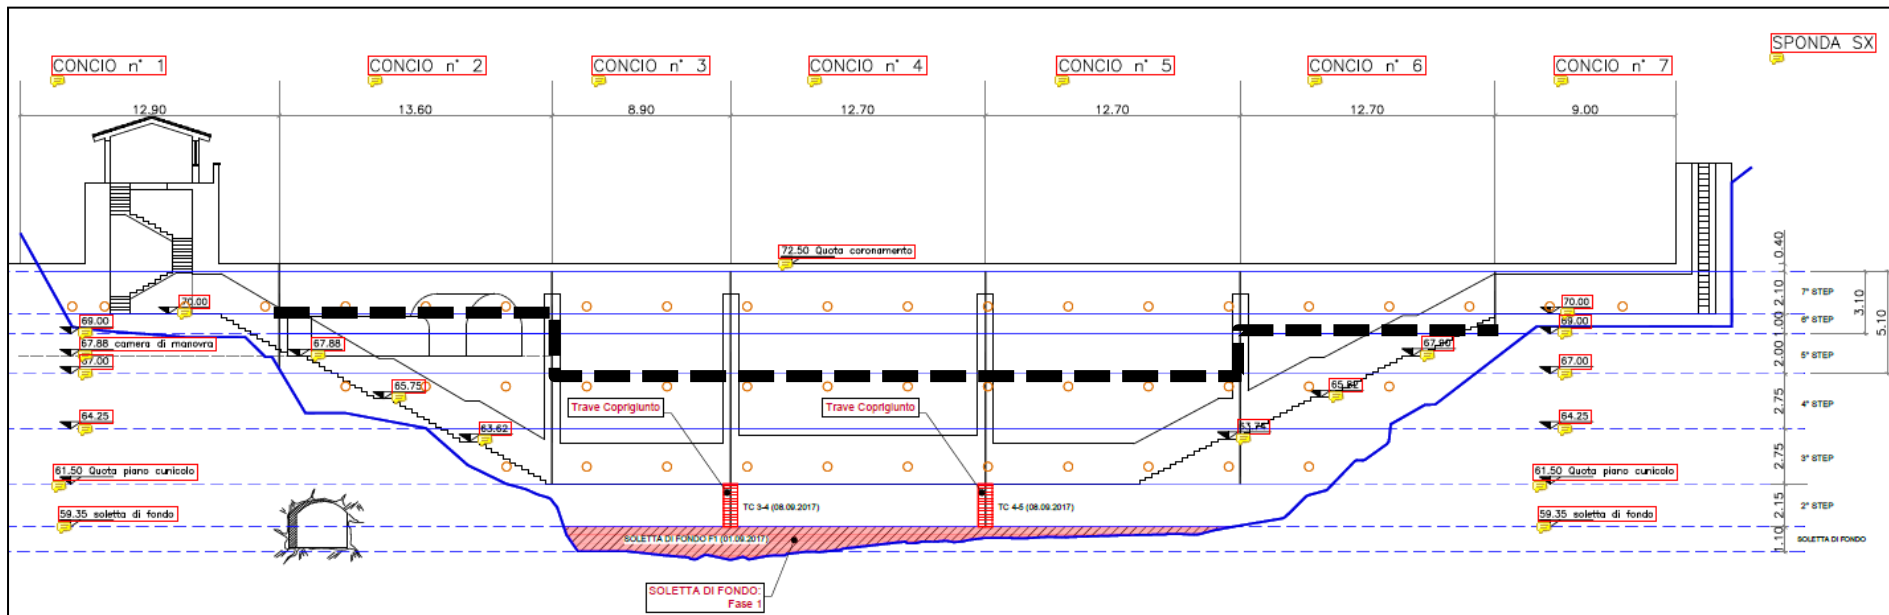 SPONDA SX
CONCIO n° 1
CONCIO n° 2
CONCIO n° 3
CONCIO n° 4
CONCIO n° 5
CONCIO n° 6
CONCIO n° 7
12.90
13.60
8.90
12.70
12.70
12.70
9.00
72.50 Quota coronamento
0.40
70.00
70.00
2.10
7° STEP
3.10
5.10
69.00
69.00
1.00
6° STEP
67.88 camera di manovra
67.88
67.00
67.00
2.00
5° STEP
65.75
Trave Coprigiunto
Trave Coprigiunto
2.75
4° STEP
64.25
64.25
63.62
63.75
61.50 Quota piano cunicolo
61.50 Quota piano cunicolo
2.75
3° STEP
TC 3-4 (08.09.2017)
TC 4-5 (08.09.2017)
2.15
2° STEP
59.35 soletta di fondo
59.35 soletta di fondo
SOLETTA DI FONDO F1 (01.09.2017)
1.10
SOLETTA DI FONDO
SOLETTA DI FONDO:
Fase 1